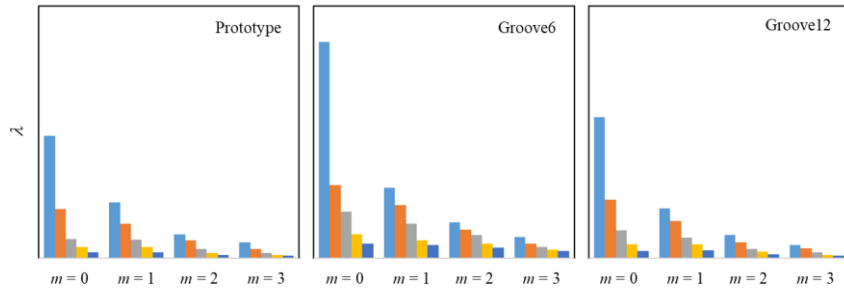 Prototype
Groove6
Groove12
λ
m = 0 m = 1 m = 2 m = 3
m = 0 m = 1 m = 2 m = 3
m = 0 m = 1 m = 2 m = 3